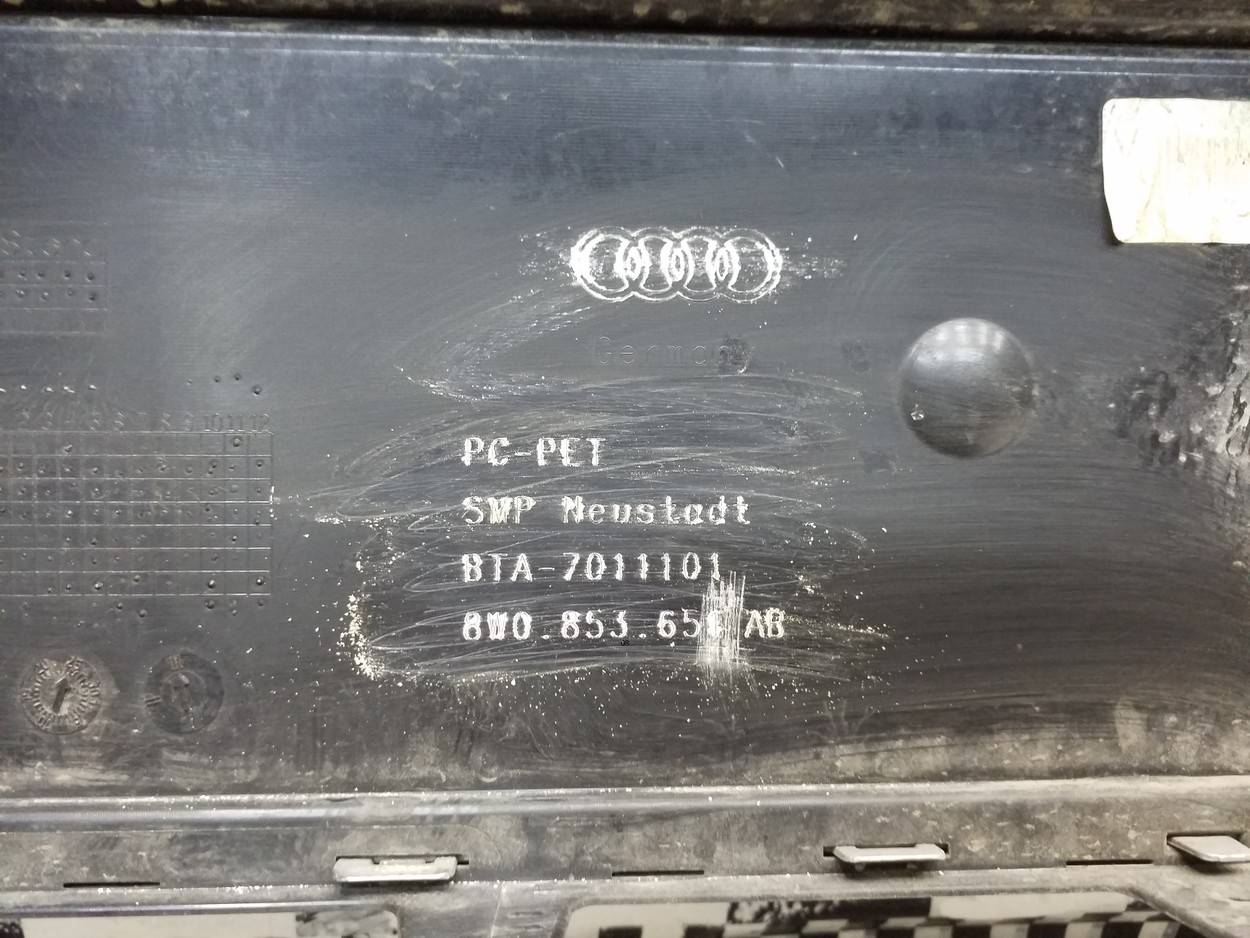 Germany
PC-PET
SMP Neustadt
BTA-7011101
8W0.853.65 AB